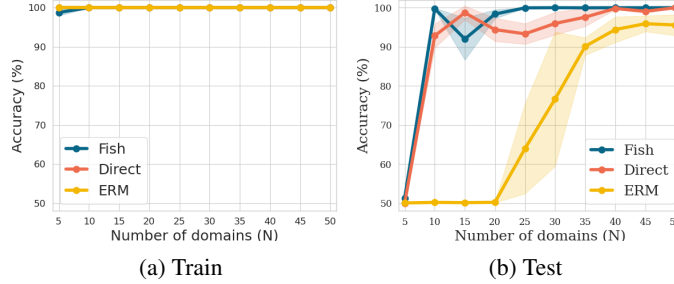 100
90
80
70
60
50
Accuracy (%)
Fish
Direct
ERM
5 10 15 20 25 30 35 40 45 50
Number of domains (N)
(a) Train
100
90
80
70
60
50
Accuracy (%)
Fish
Direct
ERM
5 10 15 20 25 30 35 40 45
Number of domains (N)
(b) Test